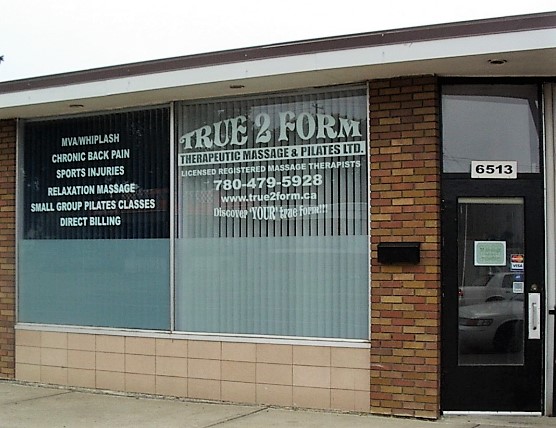 MVA/WHIPLASH
CHRONIC BACK PAIN
SPORTS INJURIES
RELAXATION MASSAGE
SMALL GROUP PILATES CLASSES
DIRECT BILLING
TRUE 2 FORM
THERAPEUTIC MASSAGE & PILATES LTD.
LICENSED REGISTERED MASSAGE THERAPISTS
780-479-5928
www.true2form.ca
Discover "YOUR" true Form!!!
6513
VISA